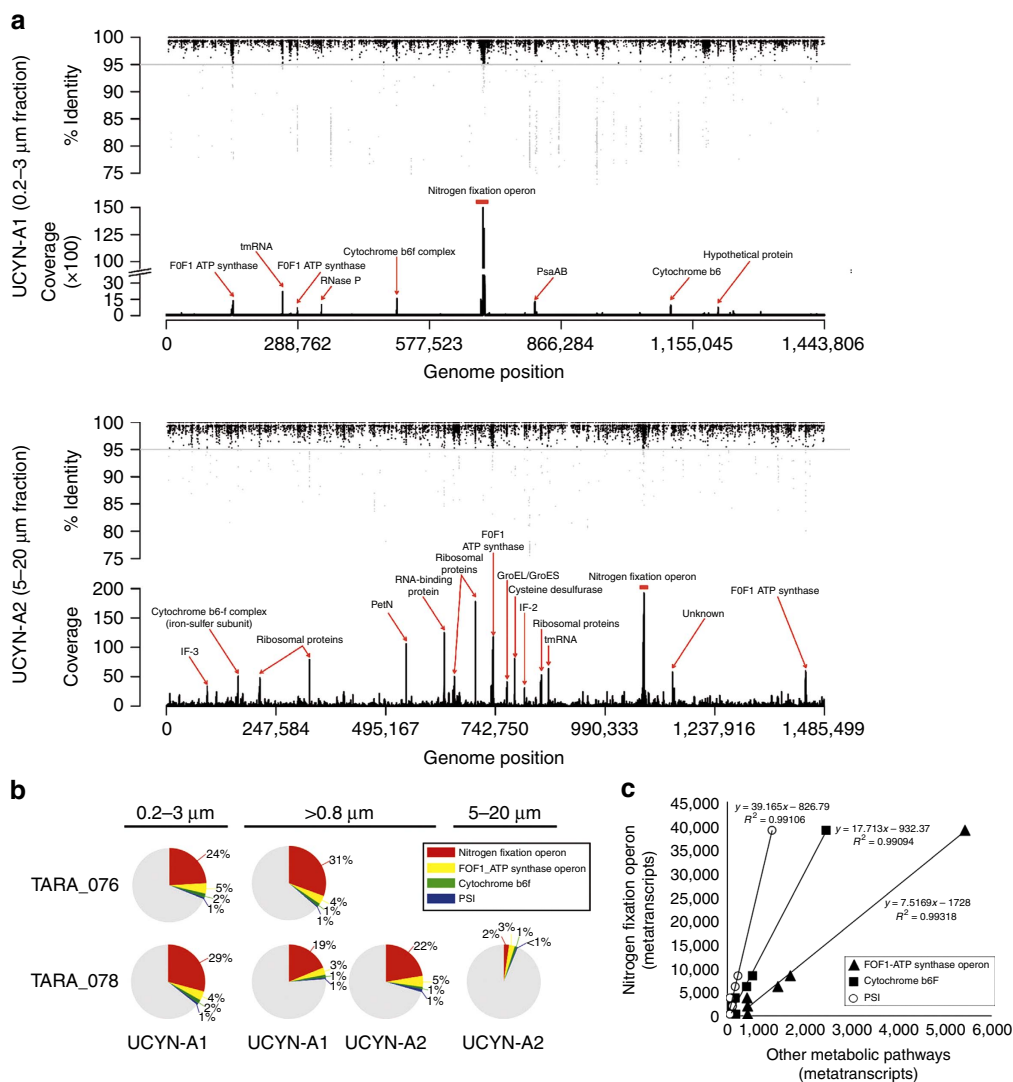 a
UCYN-A1 (0.2–3 μm fraction)
% Identity
100
95
90
85
80
75
Coverage
(×100)
150
125
100
30
15
0
Nitrogen fixation operon
tmRNA
F0F1 ATP synthase
F0F1 ATP synthase
RNase P
Cytochrome b6f complex
PsaAB
Cytochrome b6
Hypothetical protein
0 288,762 577,523 866,284 1,155,045 1,443,806
Genome position
UCYN-A2 (5–20 μm fraction)
% Identity
100
95
90
85
80
75
Coverage
200
150
100
50
0
IF-3
Cytochrome b6-f complex
(iron-sulfer subunit)
Ribosomal proteins
PetN
RNA-binding
protein
Ribosomal
proteins
F0F1
ATP synthase
GroEL/GroES
Cysteine desulfurase
IF-2
Ribosomal proteins
tmRNA
Nitrogen fixation operon
Unknown
F0F1 ATP synthase
0 247,584 495,167 742,750 990,333 1,237,916 1,485,499
Genome position
b
0.2–3 μm >0.8 μm 5–20 μm
Nitrogen fixation operon
FOF1_ATP synthase operon
Cytochrome b6f
PSI
TARA_076
24%
5%
2%
1%
31%
4%
1%
1%
TARA_078
29%
4%
2%
1%
19%
3%
1%
1%
22%
5%
1%
1%
2%
3%
1%
<1%
UCYN-A1 UCYN-A1 UCYN-A2 UCYN-A2
c
Nitrogen fixation operon
(metatranscripts)
45,000
40,000
35,000
30,000
25,000
20,000
15,000
10,000
5,000
0
y = 39.165x – 826.79
R² = 0.99106
y = 17.713x – 932.37
R² = 0.99094
y = 7.5169x – 1728
R² = 0.99318
FOF1-ATP synthase operon
Cytochrome b6F
PSI
0 1,000 2,000 3,000 4,000 5,000 6,000
Other metabolic pathways
(metatranscripts)